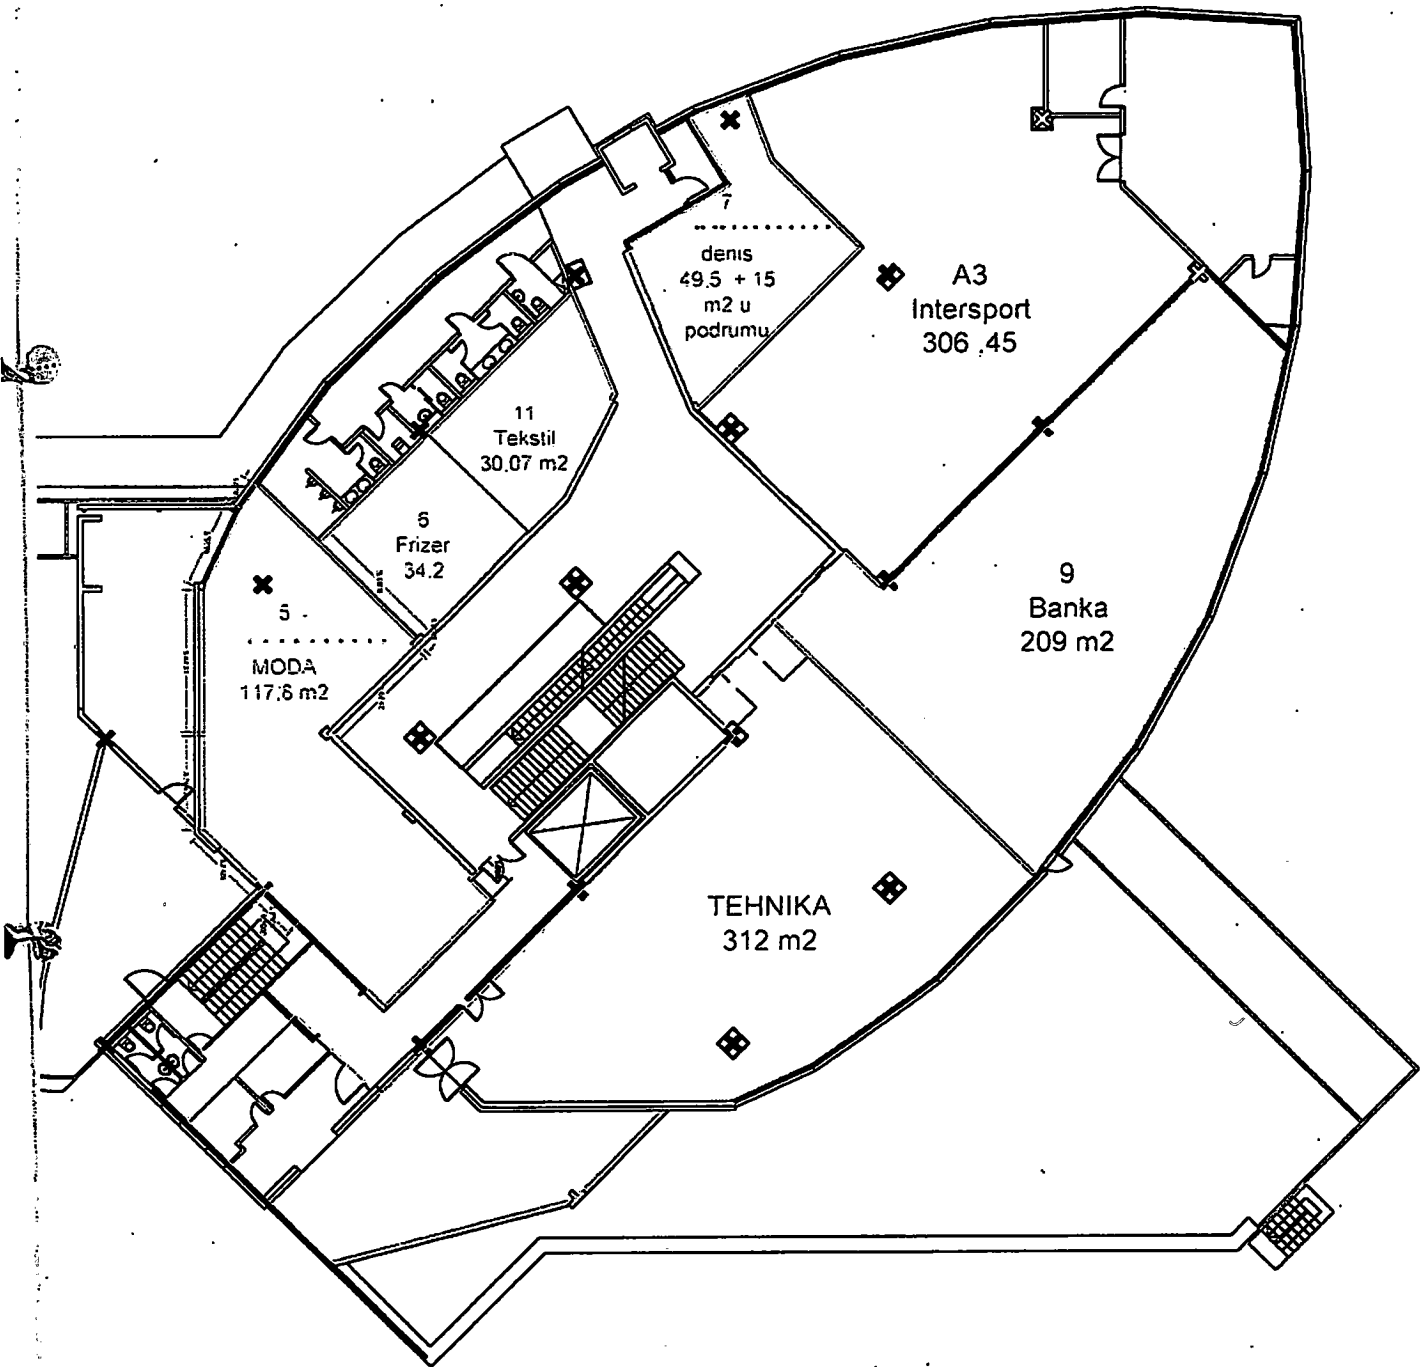 7
denis
49.5 + 15
m2 u
podrumu
A3
Intersport
306.45
11
Tekstil
30.07 m2
6
Frizer
34.2
9
Banka
209 m2
5
MODA
117.6 m2
TEHNIKA
312 m2